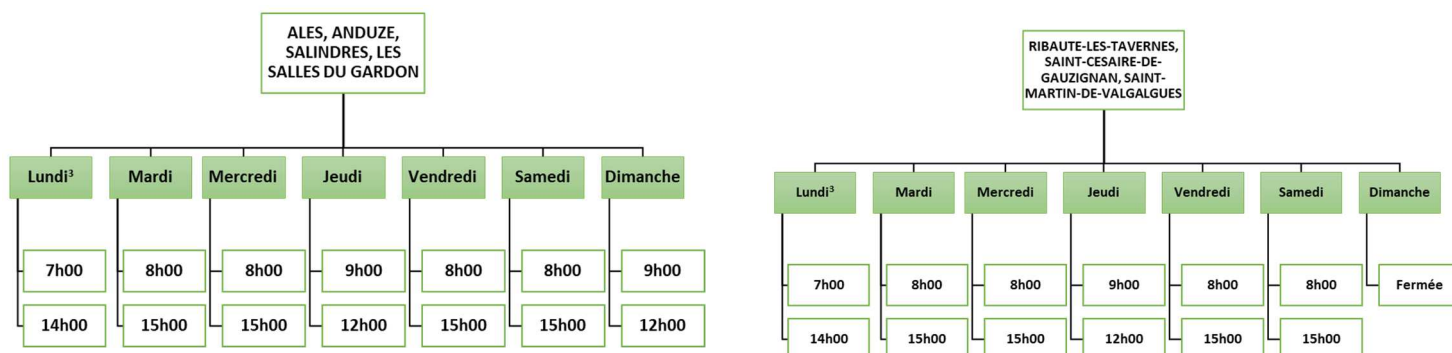 ALES, ANDUZE,
SALINDRES, LES
SALLES DU GARDON
Lundi³ Mardi Mercredi Jeudi Vendredi Samedi Dimanche
7h00 8h00 8h00 9h00 8h00 8h00 9h00
14h00 15h00 15h00 12h00 15h00 15h00 12h00
RIBAUTE-LES-TAVERNES,
SAINT-CESAIRE-DE-
GAUZIGNAN, SAINT-
MARTIN-DE-VALGALGUES
Lundi³ Mardi Mercredi Jeudi Vendredi Samedi Dimanche
7h00 8h00 8h00 9h00 8h00 8h00 Fermée
14h00 15h00 15h00 12h00 15h00 15h00